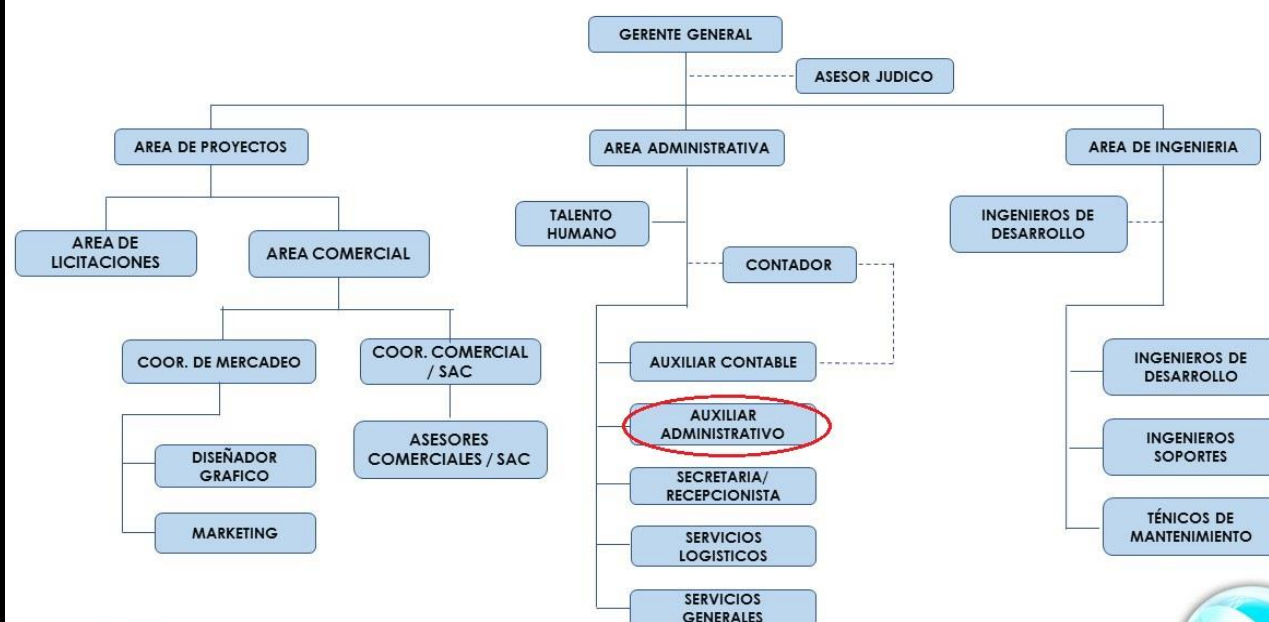 GERENTE GENERAL
ASESOR JUDICO
AREA DE PROYECTOS
AREA ADMINISTRATIVA
AREA DE INGENIERIA
AREA DE
LICITACIONES
AREA COMERCIAL
TALENTO
HUMANO
CONTADOR
INGENIEROS DE
DESARROLLO
COOR. DE MERCADEO
COOR. COMERCIAL
/ SAC
DISEÑADOR
GRAFICO
MARKETING
ASESORES
COMERCIALES / SAC
AUXILIAR CONTABLE
AUXILIAR
ADMINISTRATIVO
SECRETARIA/
RECEPCIONISTA
SERVICIOS
LOGISTICOS
SERVICIOS
GENERALES
INGENIEROS DE
DESARROLLO
INGENIEROS
SOPORTES
TÉNICOS DE
MANTENIMIENTO